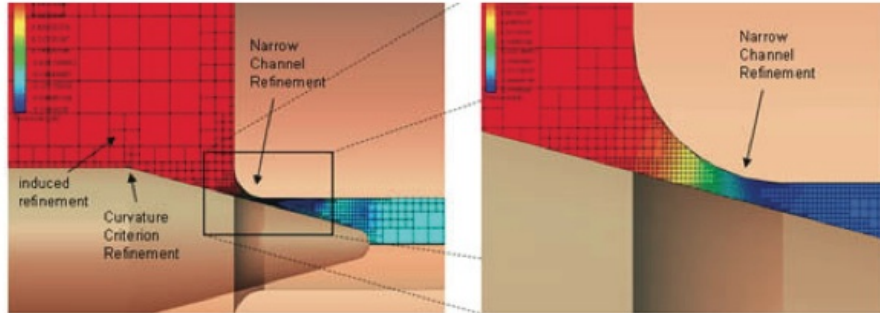 Narrow
Channel
Refinement
induced
refinement
Curvature
Criterion
Refinement
Narrow
Channel
Refinement